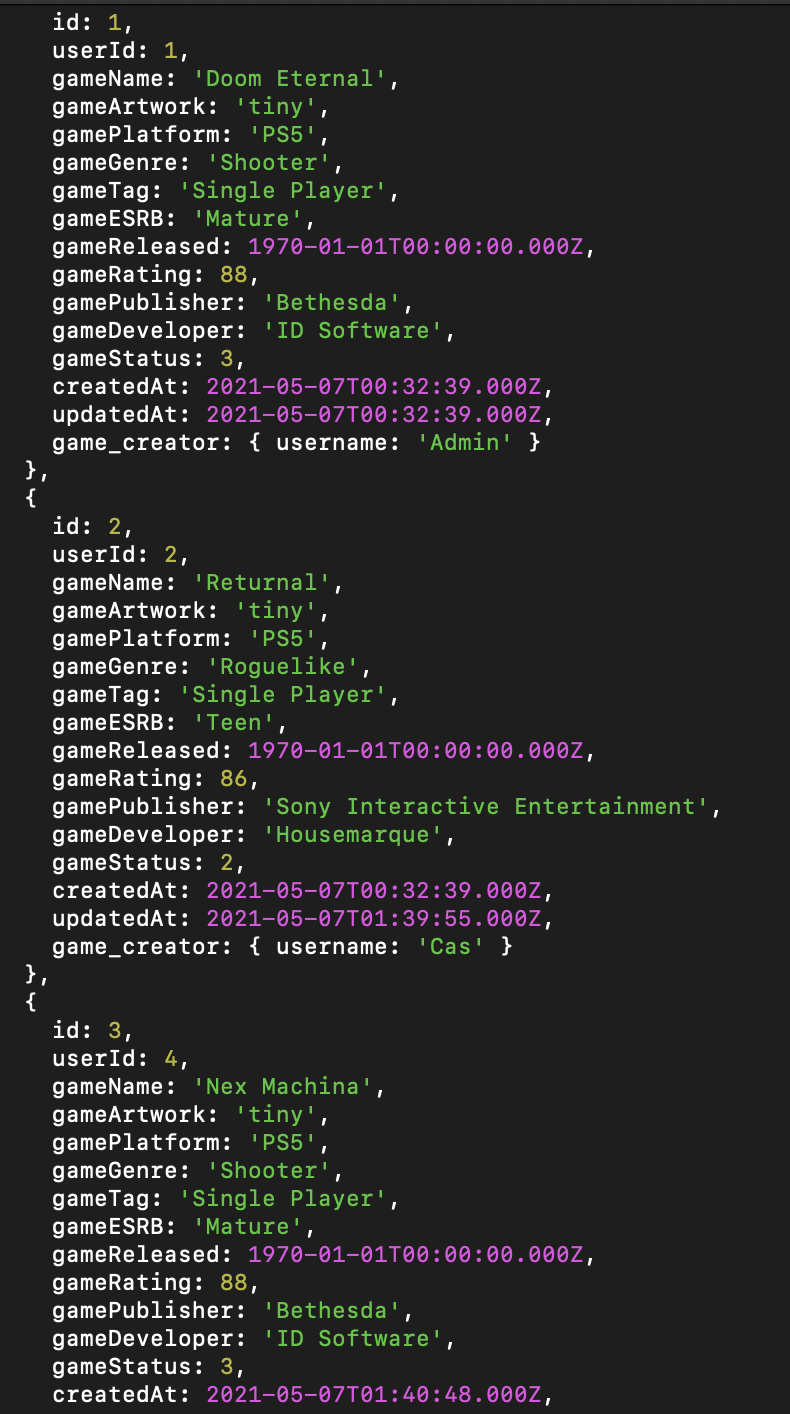 id: 1,
userId: 1,
gameName: 'Doom Eternal',
gameArtwork: 'tiny',
gamePlatform: 'PS5',
gameGenre: 'Shooter',
gameTag: 'Single Player',
gameESRB: 'Mature',
gameReleased: 1970-01-01T00:00:00.000Z,
gameRating: 88,
gamePublisher: 'Bethesda',
gameDeveloper: 'ID Software',
gameStatus: 3,
createdAt: 2021-05-07T00:32:39.000Z,
updatedAt: 2021-05-07T00:32:39.000Z,
game_creator: { username: 'Admin' }
},
{
id: 2,
userId: 2,
gameName: 'Returnal',
gameArtwork: 'tiny',
gamePlatform: 'PS5',
gameGenre: 'Roguelike',
gameTag: 'Single Player',
gameESRB: 'Teen',
gameReleased: 1970-01-01T00:00:00.000Z,
gameRating: 86,
gamePublisher: 'Sony Interactive Entertainment',
gameDeveloper: 'Housemarque',
gameStatus: 2,
createdAt: 2021-05-07T00:32:39.000Z,
updatedAt: 2021-05-07T01:39:55.000Z,
game_creator: { username: 'Cas' }
},
{
id: 3,
userId: 4,
gameName: 'Nex Machina',
gameArtwork: 'tiny',
gamePlatform: 'PS5',
gameGenre: 'Shooter',
gameTag: 'Single Player',
gameESRB: 'Mature',
gameReleased: 1970-01-01T00:00:00.000Z,
gameRating: 88,
gamePublisher: 'Bethesda',
gameDeveloper: 'ID Software',
gameStatus: 3,
createdAt: 2021-05-07T01:40:48.000Z,